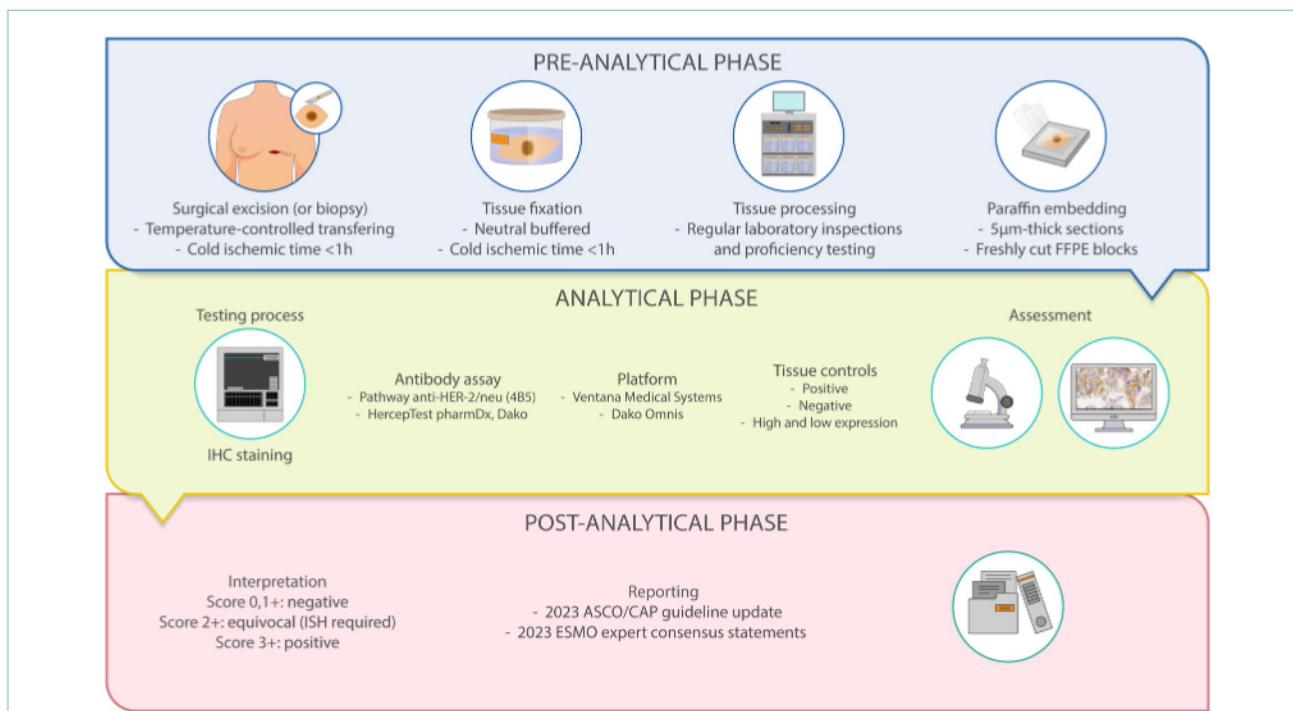 PRE-ANALYTICAL PHASE
Surgical excision (or biopsy)
- Temperature-controlled transfering
- Cold ischemic time <1h
Tissue fixation
- Neutral buffered
- Cold ischemic time <1h
Tissue processing
- Regular laboratory inspections
and proficiency testing
Paraffin embedding
- 5μm-thick sections
- Freshly cut FFPE blocks
ANALYTICAL PHASE
Testing process
IHC staining
Antibody assay
- Pathway anti-HER-2/neu (4B5)
- HercepTest pharmDx, Dako
Platform
- Ventana Medical Systems
- Dako Omnis
Tissue controls
- Positive
- Negative
- High and low expression
Assessment
POST-ANALYTICAL PHASE
Interpretation
Score 0,1+: negative
Score 2+: equivocal (ISH required)
Score 3+: positive
Reporting
- 2023 ASCO/CAP guideline update
- 2023 ESMO expert consensus statements